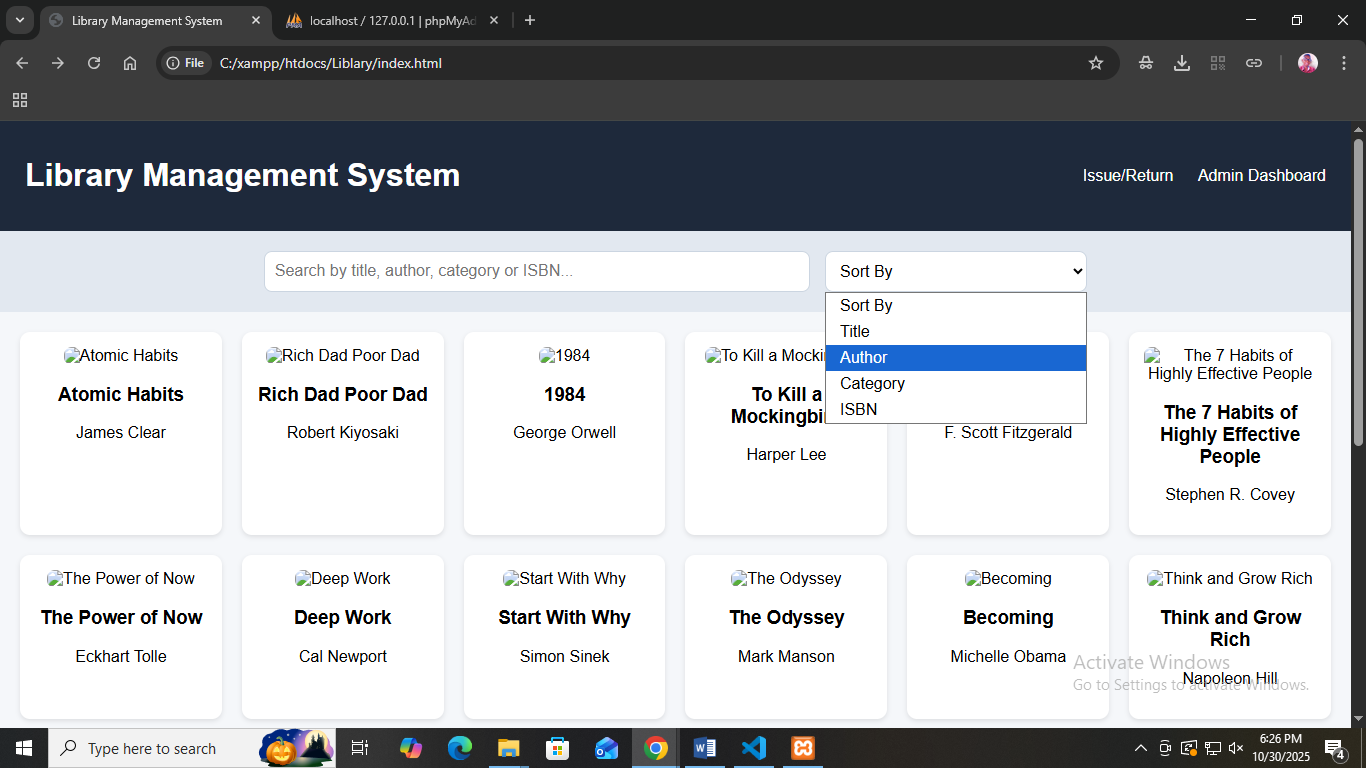 Library Management System
localhost / 127.0.0.1 | phpMyAd
File
C:/xampp/htdocs/Liblary/index.html
Library Management System
Issue/Return
Admin Dashboard
Search by title, author, category or ISBN...
Sort By
Sort By
Title
Author
Category
ISBN
Atomic Habits
Atomic Habits
James Clear
Rich Dad Poor Dad
Rich Dad Poor Dad
Robert Kiyosaki
1984
1984
George Orwell
To Kill a Mockin
To Kill a
Mockingbi
Harper Lee
F. Scott Fitzgerald
The 7 Habits of
Highly Effective People
The 7 Habits of
Highly Effective
People
Stephen R. Covey
The Power of Now
The Power of Now
Eckhart Tolle
Deep Work
Deep Work
Cal Newport
Start With Why
Start With Why
Simon Sinek
The Odyssey
The Odyssey
Mark Manson
Becoming
Becoming
Michelle Obama
Think and Grow Rich
Think and Grow
Rich
Napoleon Hill
Activate Windows
Go to Settings to activate Windows.
Type here to search
6:26 PM
10/30/2025
4